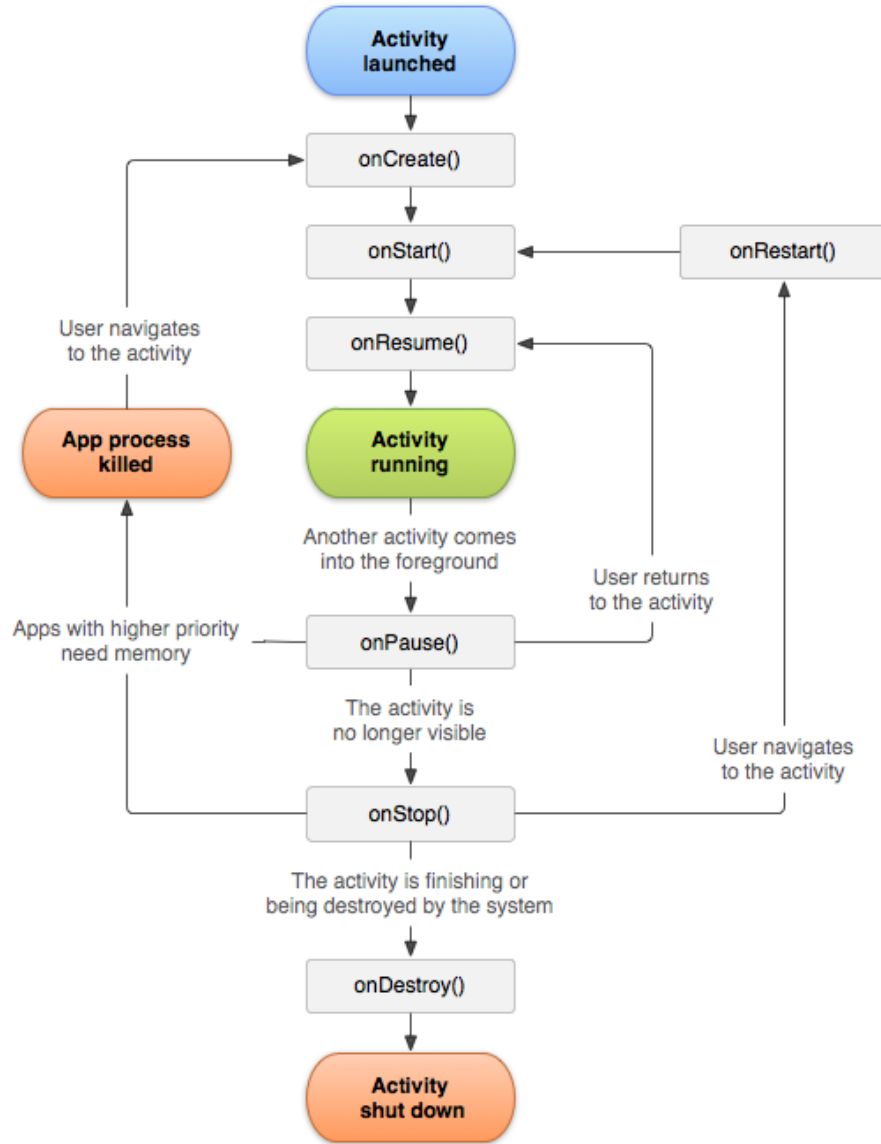 Activity
launched
onCreate()
onStart()
onRestart()
onResume()
User navigates
to the activity
App process
killed
Activity
running
Another activity comes
into the foreground
User returns
to the activity
Apps with higher priority
need memory
onPause()
The activity is
no longer visible
User navigates
to the activity
onStop()
The activity is finishing or
being destroyed by the system
onDestroy()
Activity
shut down